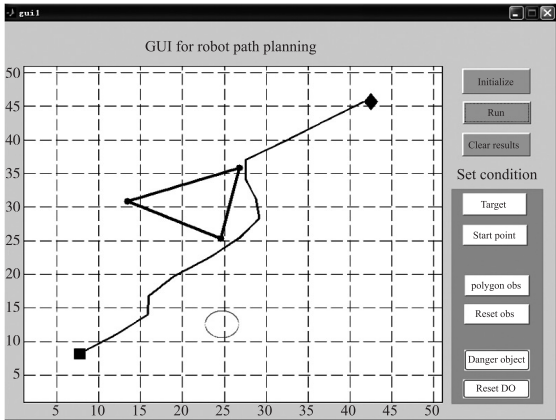 gui1
GUI for robot path planning
50
45
40
35
30
25
20
15
10
5
5 10 15 20 25 30 35 40 45 50
Initialize
Run
Clear results
Set condition
Target
Start point
polygon obs
Reset obs
Danger object
Reset DO